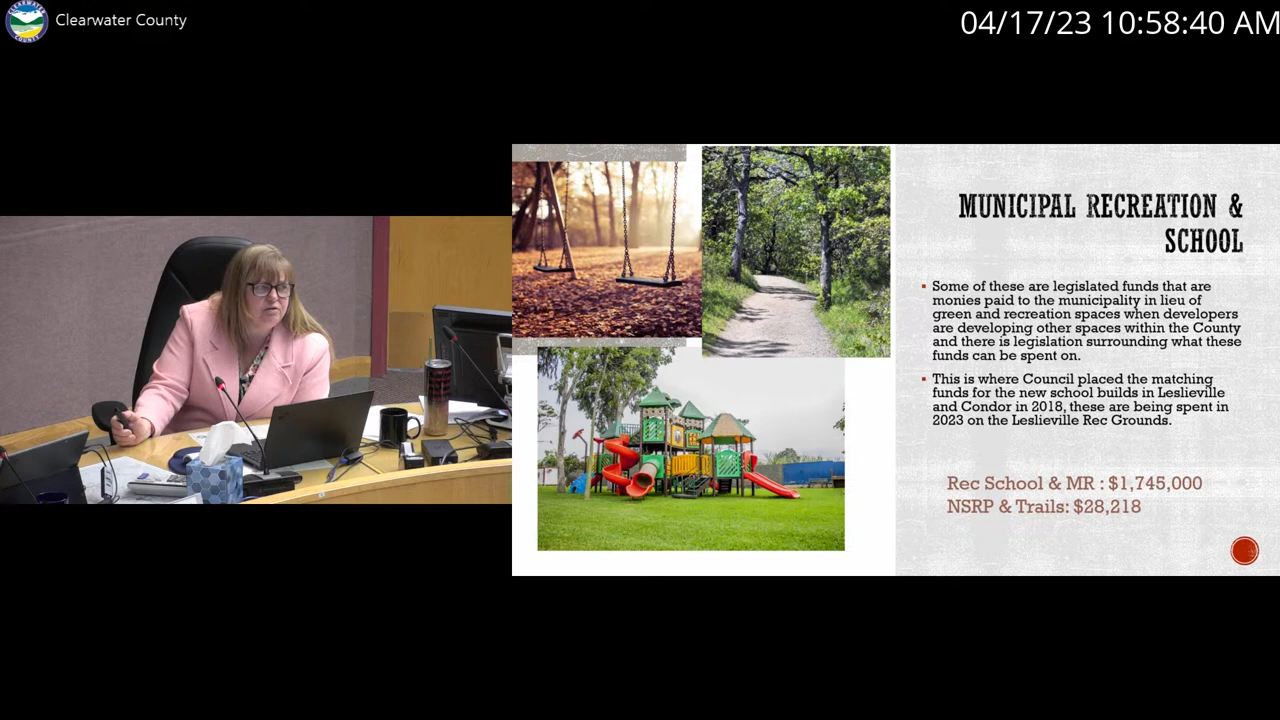 Clearwater County
04/17/23 10:58:40 AM
MUNICIPAL RECREATION &
SCHOOL
▪ Some of these are legislated funds that are
monies paid to the municipality in lieu of
green and recreation spaces when developers
are developing other spaces within the County
and there is legislation surrounding what these
funds can be spent on.
▪ This is where Council placed the matching
funds for the new school builds in Leslieville
and Condor in 2018, these are being spent in
2023 on the Leslieville Rec Grounds.
Rec School & MR : $1,745,000
NSRP & Trails: $28,218